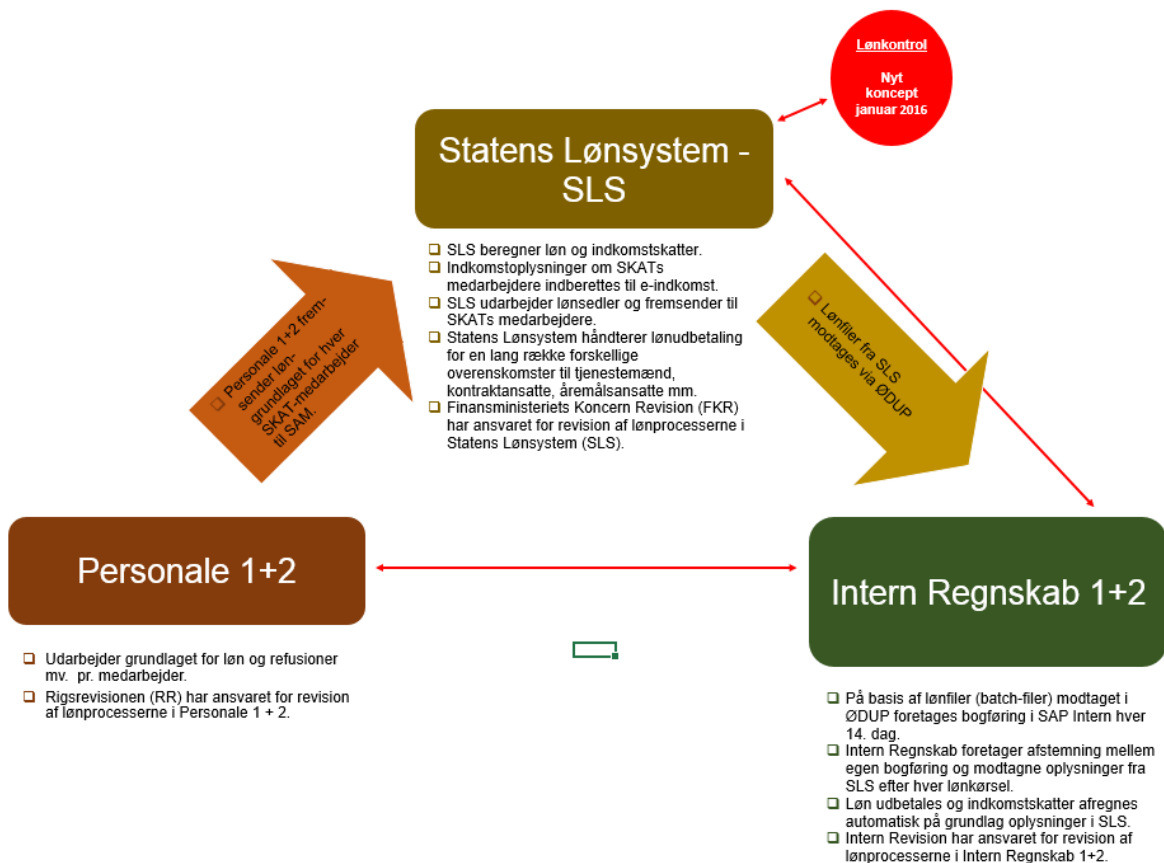 Lønkontrol
Nyt
koncept
januar 2016
Statens Lønsystem -
SLS
❑ SLS beregner løn og indkomstskatter.
❑ Indkomstoplysninger om SKATs
medarbejdere indberettes til e-indkomst.
❑ SLS udarbejder lønsedler og fremsender til
SKATs medarbejdere.
❑ Statens Lønsystem håndterer lønudbetaling
for en lang række forskellige
overenskomster til tjenestemænd,
kontraktansatte, åremålsansatte mm.
❑ Finansministeriets Koncern Revision (FKR)
har ansvaret for revision af lønprocesserne i
Statens Lønsystem (SLS).
❑ Personale 1+2 frem-
sender løn-
grundlaget for hver
SKAT-medarbejder
til SAM.
❑ Lønfiler fra SLS
modtages via ØDUP
Personale 1+2
❑ Udarbejder grundlaget for løn og refusioner
mv. pr. medarbejder.
❑ Rigsrevisionen (RR) har ansvaret for revision
af lønprocesserne i Personale 1 + 2.
Intern Regnskab 1+2
❑ På basis af lønfiler (batch-filer) modtaget i
ØDUP foretages bogføring i SAP Intern hver
14. dag.
❑ Intern Regnskab foretager afstemning mellem
egen bogføring og modtagne oplysninger fra
SLS efter hver lønkørsel.
❑ Løn udbetales og indkomstskatter afregnes
automatisk på grundlag oplysninger i SLS.
❑ Intern Revision har ansvaret for revision af
lønprocesserne i Intern Regnskab 1+2.